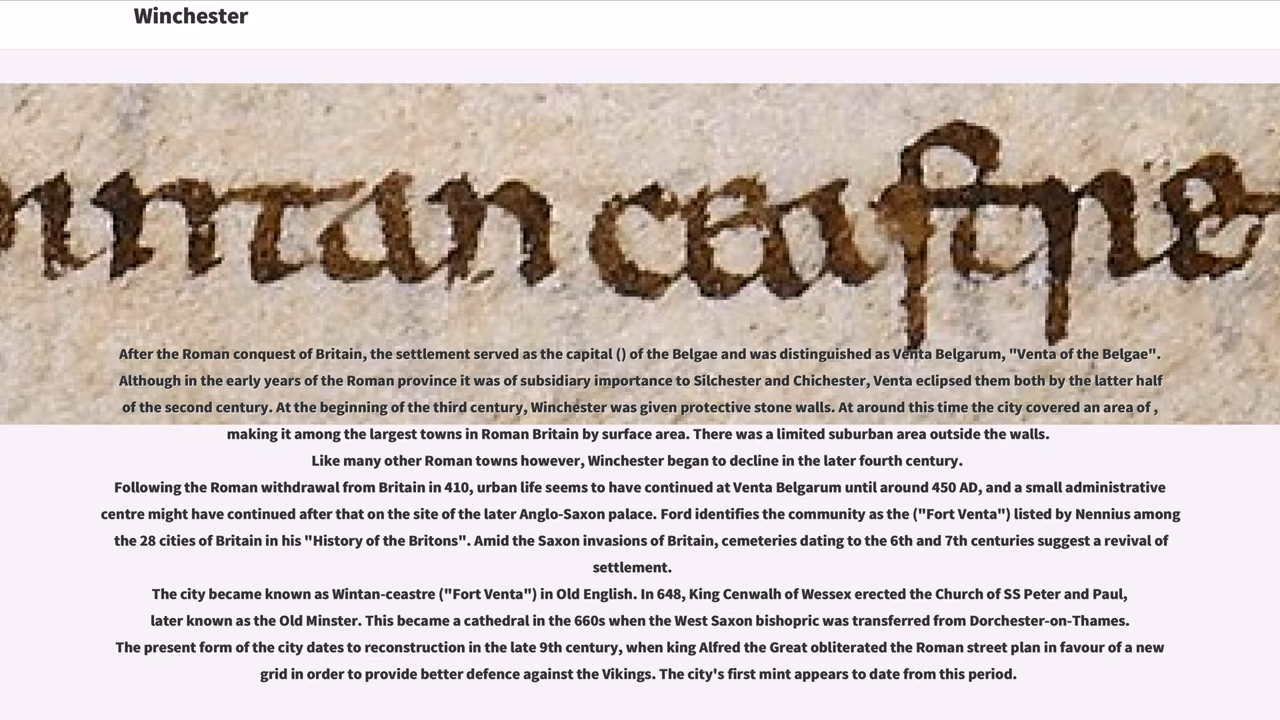 Winchester
uintan ceaſtre
After the Roman conquest of Britain, the settlement served as the capital () of the Belgae and was distinguished as Venta Belgarum, "Venta of the Belgae".
Although in the early years of the Roman province it was of subsidiary importance to Silchester and Chichester, Venta eclipsed them both by the latter half
of the second century. At the beginning of the third century, Winchester was given protective stone walls. At around this time the city covered an area of ,
making it among the largest towns in Roman Britain by surface area. There was a limited suburban area outside the walls.
Like many other Roman towns however, Winchester began to decline in the later fourth century.
Following the Roman withdrawal from Britain in 410, urban life seems to have continued at Venta Belgarum until around 450 AD, and a small administrative
centre might have continued after that on the site of the later Anglo-Saxon palace. Ford identifies the community as the ("Fort Venta") listed by Nennius among
the 28 cities of Britain in his "History of the Britons". Amid the Saxon invasions of Britain, cemeteries dating to the 6th and 7th centuries suggest a revival of
settlement.
The city became known as Wintan-ceastre ("Fort Venta") in Old English. In 648, King Cenwalh of Wessex erected the Church of SS Peter and Paul,
later known as the Old Minster. This became a cathedral in the 660s when the West Saxon bishopric was transferred from Dorchester-on-Thames.
The present form of the city dates to reconstruction in the late 9th century, when king Alfred the Great obliterated the Roman street plan in favour of a new
grid in order to provide better defence against the Vikings. The city's first mint appears to date from this period.